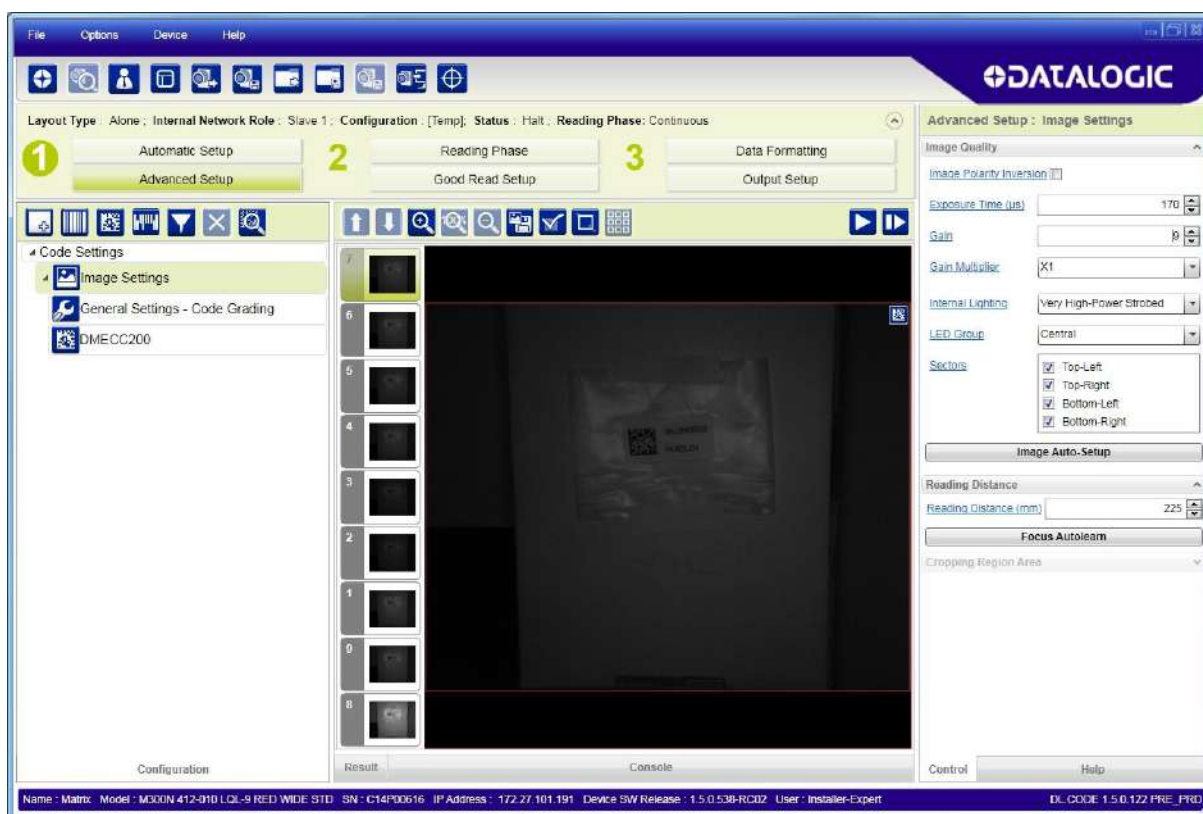 File Options Device Help
DATALOGIC
Layout Type : Alone ; Internal Network Role : Slave 1 ; Configuration : [Temp]; Status : Halt ; Reading Phase: Continuous
1 Automatic Setup 2 Reading Phase 3 Data Formatting
Advanced Setup Good Read Setup Output Setup
Code Settings
Image Settings
General Settings - Code Grading
DMECC200
7
6
5
4
3
2
1
9
8
Result Console
Configuration
Advanced Setup : Image Settings
Image Quality
Image Polarity Inversion
Exposure Time (µs) 170
Gain 9
Gain Multiplier X1
Internal Lighting Very High-Power Strobed
LED Group Central
Sectors Top-Left
Top-Right
Bottom-Left
Bottom-Right
Image Auto-Setup
Reading Distance
Reading Distance (mm) 225
Focus Autolearn
Cropping Region Area
Control Help
Name : Matrix Model : M300N 412-010 LQL-9 RED WIDE STD SN : C14P00616 IP Address : 172.27.101.191 Device SW Release : 1.5.0.538-RC02 User : Installer-Expert DL.CODE 1.5.0.122 PRE_PRD